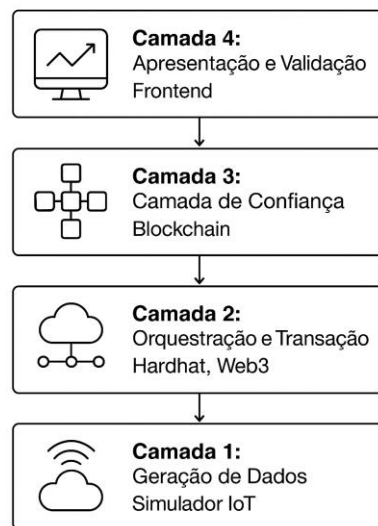 Camada 4:
Apresentação e Validação
Frontend
Camada 3:
Camada de Confiança
Blockchain
Camada 2:
Orquestração e Transação
Hardhat, Web3
Camada 1:
Geração de Dados
Simulador IoT